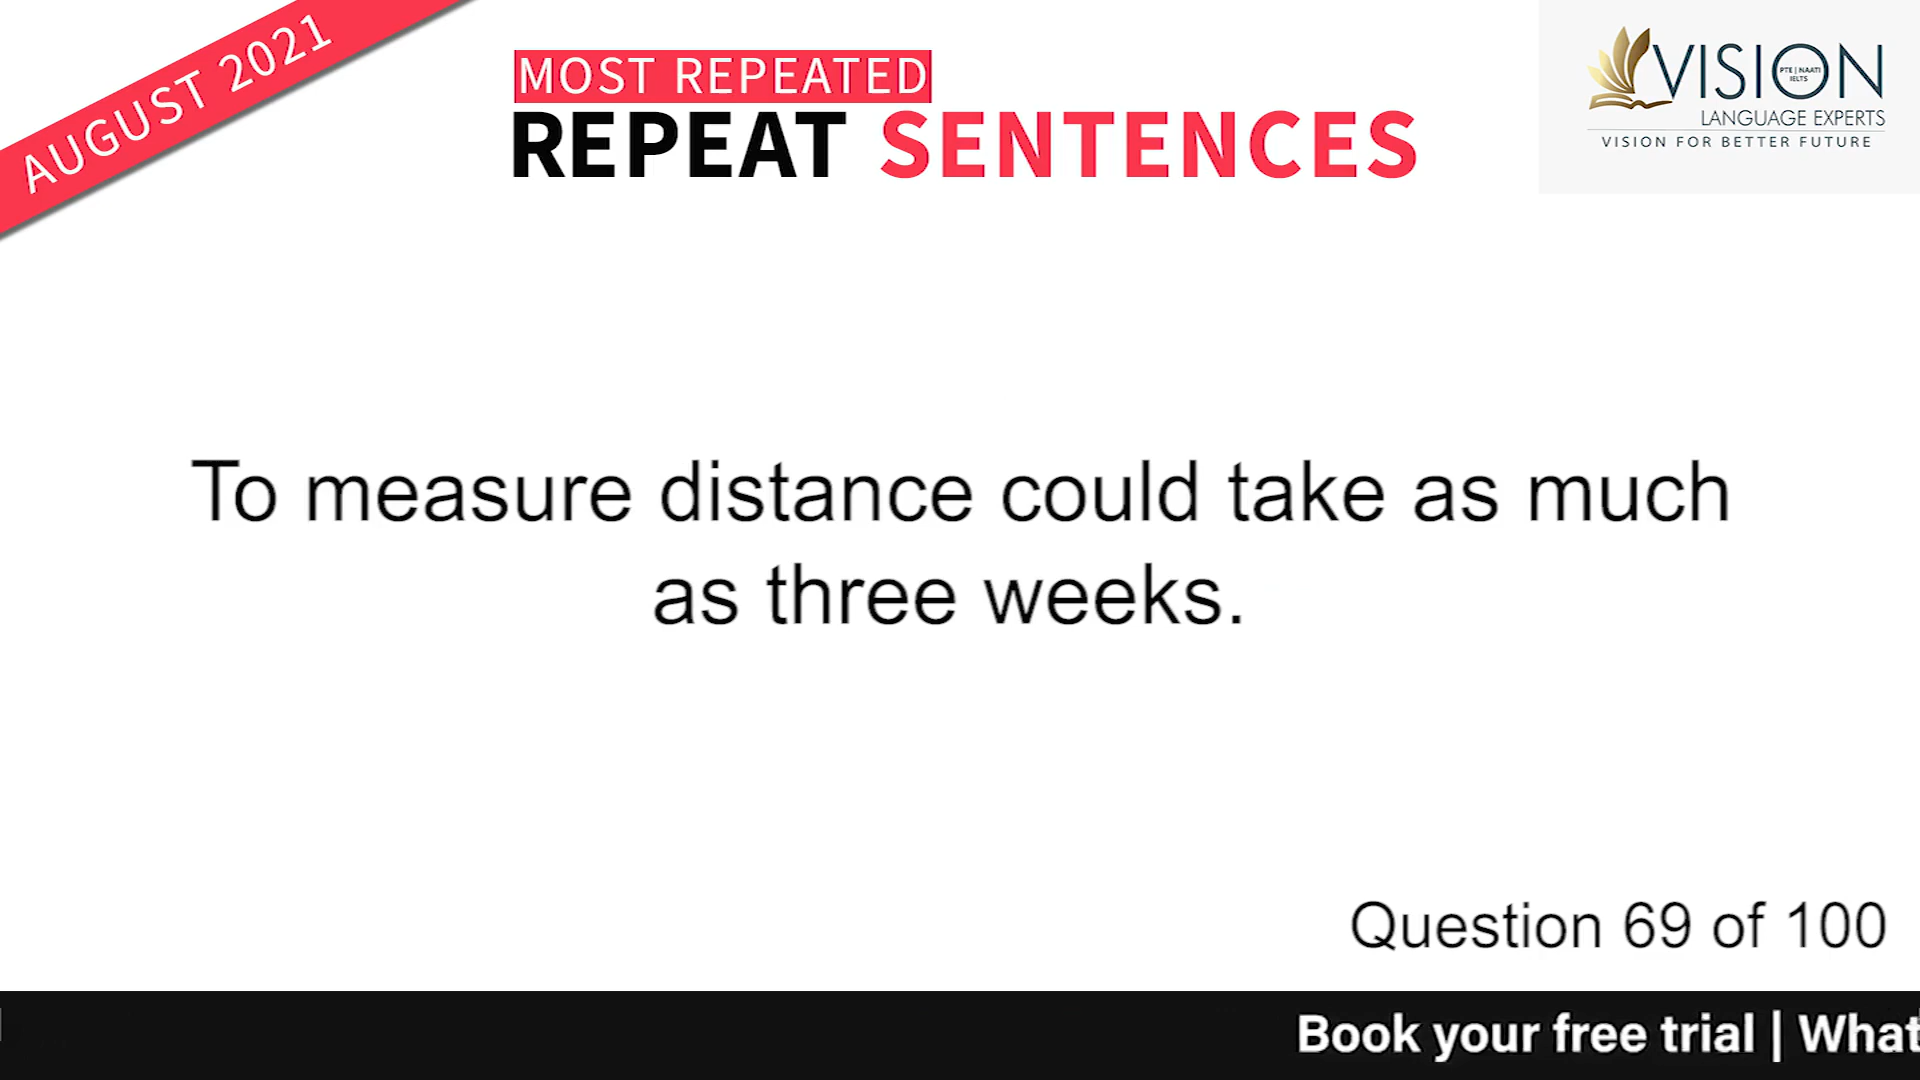 AUGUST 2021
MOST REPEATED
REPEAT SENTENCES
VISION
PTE | NAATI
IELTS
LANGUAGE EXPERTS
VISION FOR BETTER FUTURE
To measure distance could take as much
as three weeks.
Question 69 of 100
Book your free trial | What